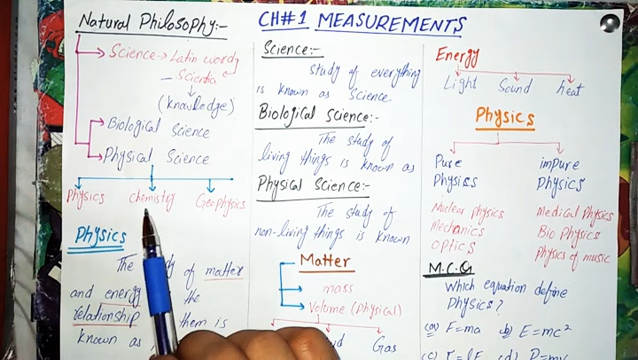 Natural Philosophy:-
Science → Latin word
Scientia
(knowledge)
Biological Science
Physical Science
Physics chemistry Geophysics
Physics
The of matter
and energy the
relationship them is
known as
CH#1 MEASUREMENTS
Science:-
study of everything
is known as Science
Biological Science:-
The study of
living things is known as
Physical Science:-
The study of
non-living things is known
Matter
mass
Volume (Physical)
Gas
Energy
Light Sound heat
Physics
Pure
Physics
Nuclear Physics
Mechanics
optics
impure
Physics
Medical Physics
Bio Physics
Physics of music
M.C.Q
Which equation define
Physics?
(a) F=ma (b) E=mc²
(c) (d)